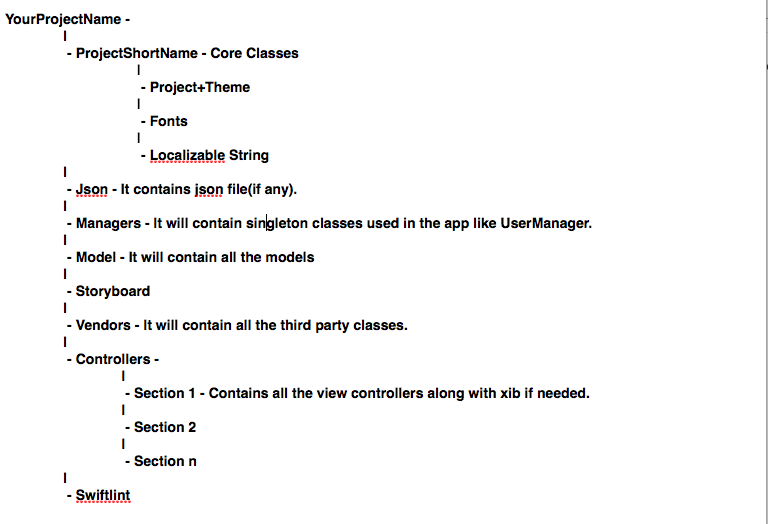 YourProjectName -
|
- ProjectShortName - Core Classes
|
- Project+Theme
|
- Fonts
|
- Localizable String
|
- Json - It contains json file(if any).
|
- Managers - It will contain singleton classes used in the app like UserManager.
|
- Model - It will contain all the models
|
- Storyboard
|
- Vendors - It will contain all the third party classes.
|
- Controllers -
|
- Section 1 - Contains all the view controllers along with xib if needed.
|
- Section 2
|
- Section n
|
- Swiftlint